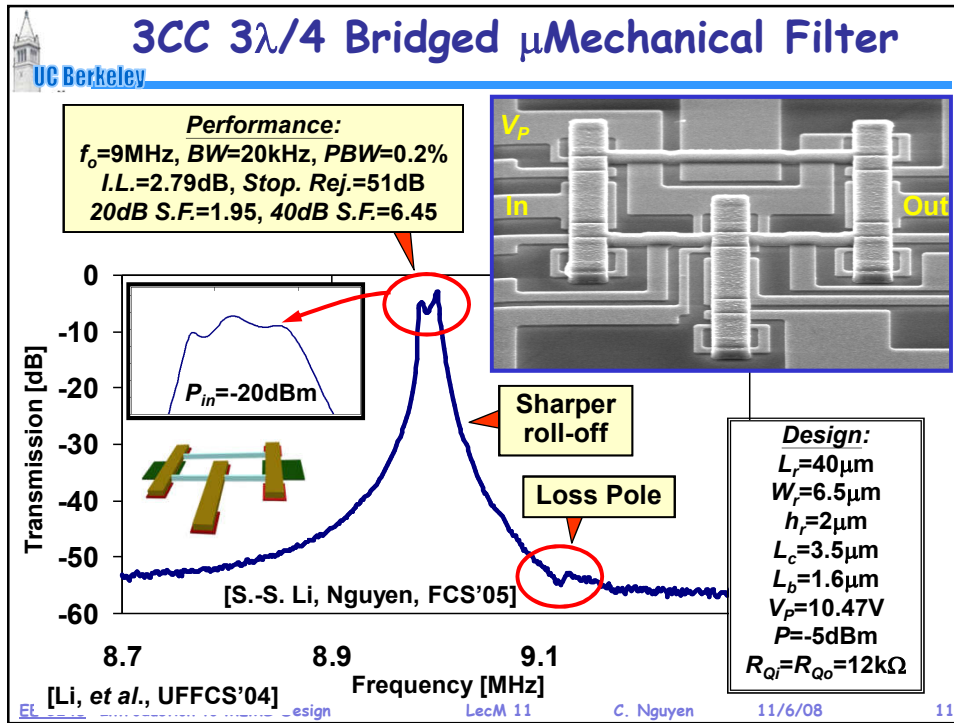 3CC 3λ/4 Bridged µMechanical Filter
UC Berkeley
Performance:
fo=9MHz, BW=20kHz, PBW=0.2%
I.L.=2.79dB, Stop. Rej.=51dB
20dB S.F.=1.95, 40dB S.F.=6.45
VP
In
Out
0
-10
-20
-30
-40
-50
-60
Transmission [dB]
Pin=-20dBm
Sharper
roll-off
Loss Pole
Design:
Lr=40µm
Wr=6.5µm
hr=2µm
Lc=3.5µm
Lb=1.6µm
VP=10.47V
P=-5dBm
RQi=RQo=12kΩ
[S.-S. Li, Nguyen, FCS'05]
8.7
8.9
9.1
Frequency [MHz]
[Li, et al., UFFCS'04]
LecM 11
C. Nguyen
11/6/08
11